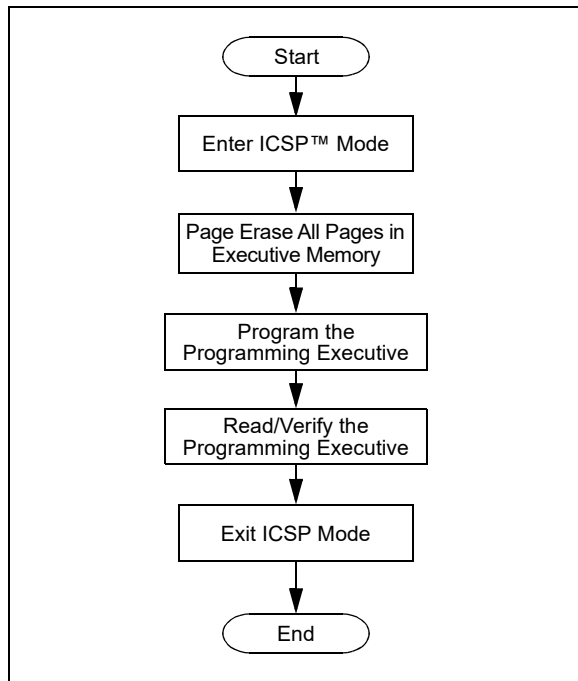 Start
Enter ICSP™ Mode
Page Erase All Pages in
Executive Memory
Program the
Programming Executive
Read/Verify the
Programming Executive
Exit ICSP Mode
End